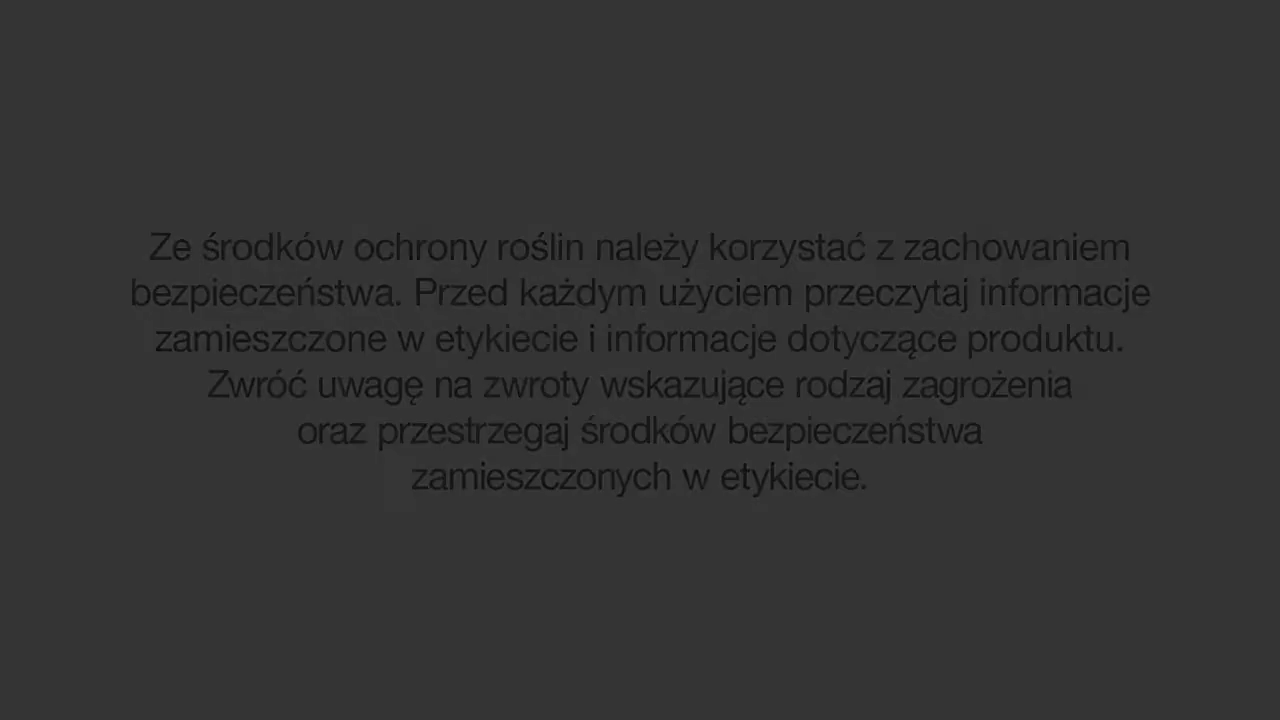 Ze środków ochrony roślin należy korzystać z zachowaniem
bezpieczeństwa. Przed każdym użyciem przeczytaj informacje
zamieszczone w etykiecie i informacje dotyczące produktu.
Zwróć uwagę na zwroty wskazujące rodzaj zagrożenia
oraz przestrzegaj środków bezpieczeństwa
zamieszczonych w etykiecie.